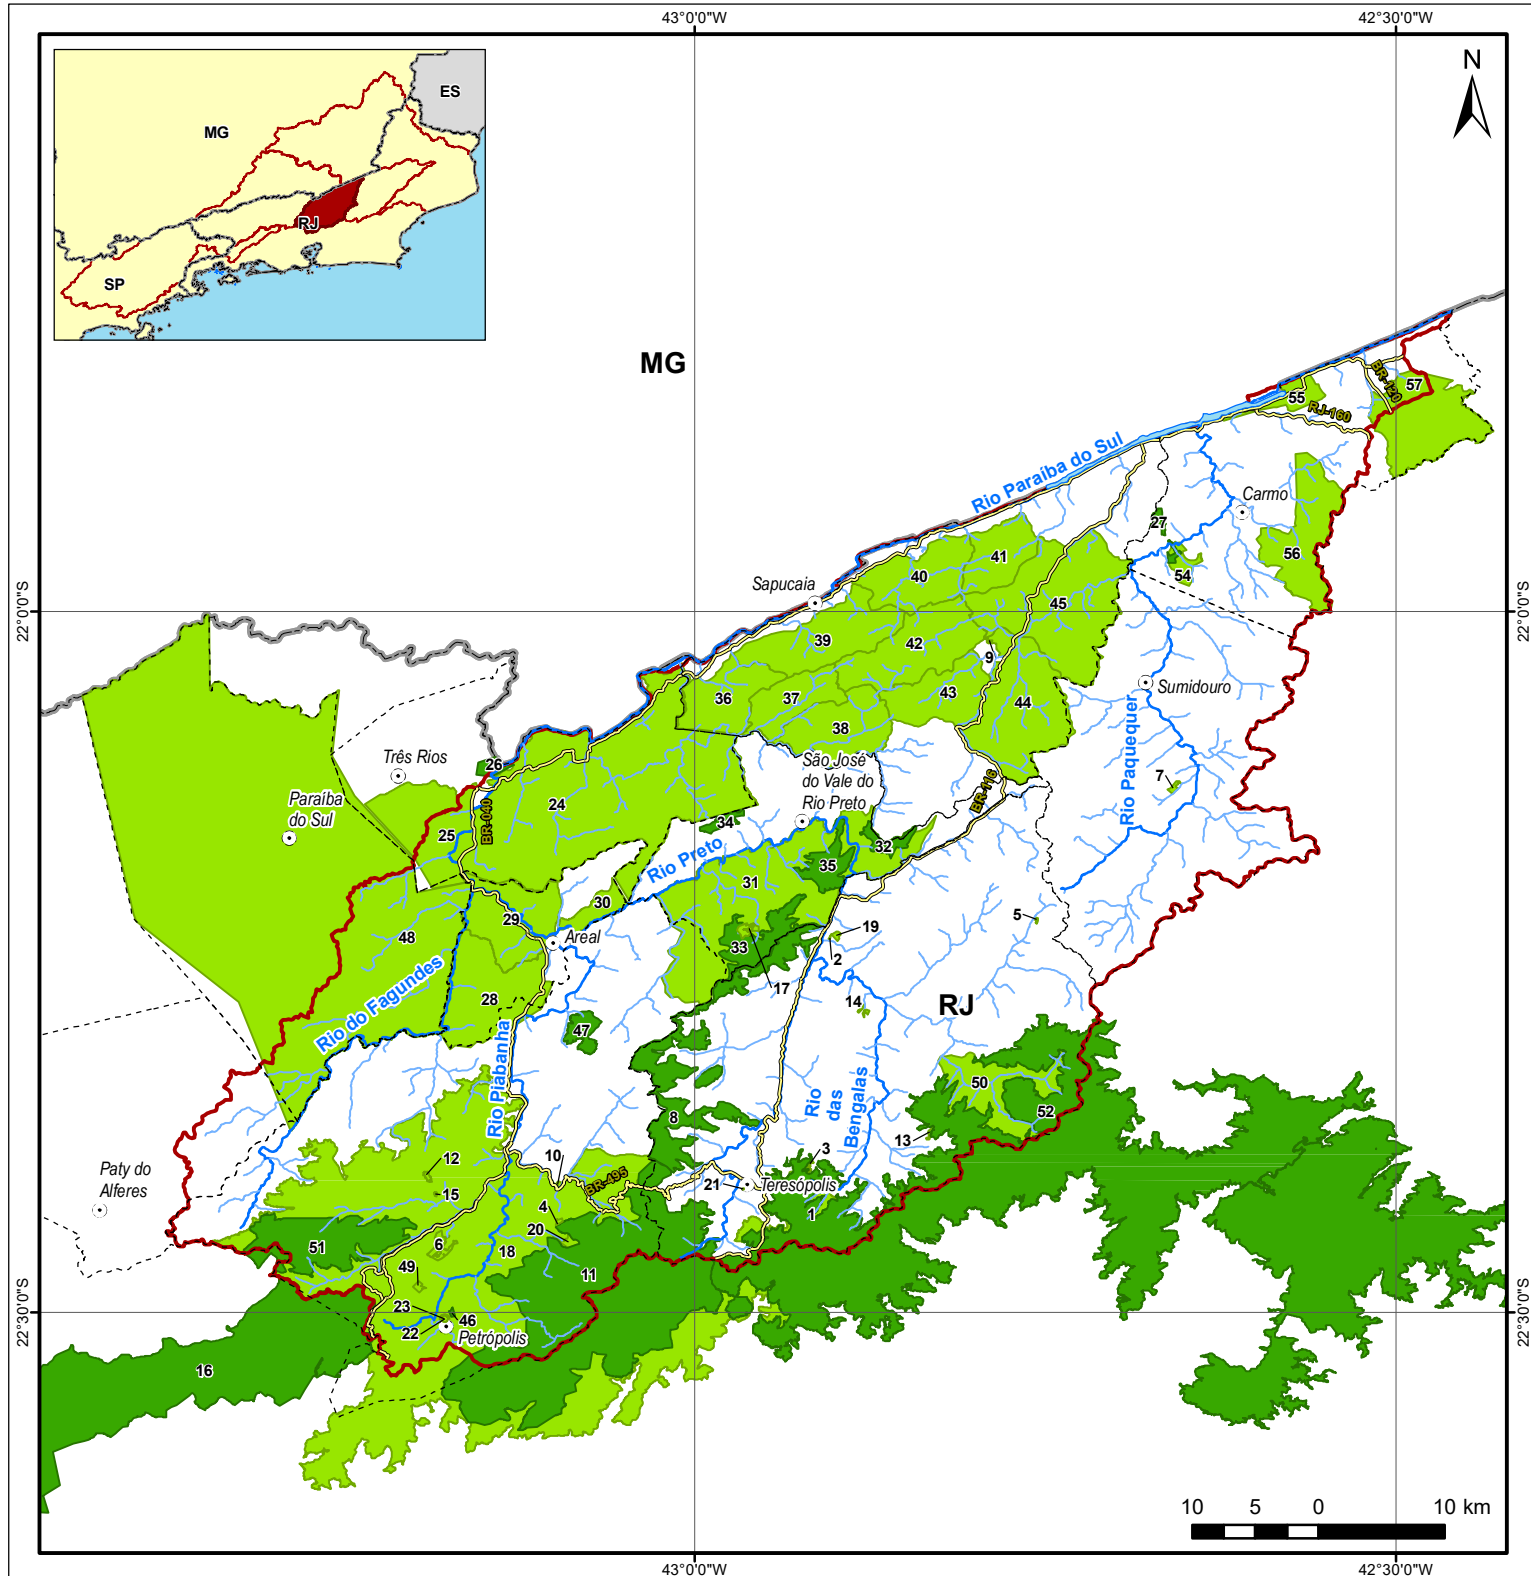 43°0'0"W
42°30'0"W
N
ES
MG
RJ
SP
MG
BR-120
57
55
RJ-160
Rio Paraíba do Sul
Carmo
27
56
41
40
54
Sapucaia
45
22°0'0"S
22°0'0"S
39
42
9
Sumidouro
36
37
43
44
38
Três Rios
26
São José
do Vale do
Rio Preto
BR-116
7
Rio Paquequer
Paraíba
do Sul
24
BR-040
25
34
32
Rio Preto
35
31
30
29
5
19
48
Areal
33
2
17
28
14
RJ
Rio do Fagundes
47
Rio Piabanha
50
Rio
das
Bengalas
8
52
13
3
10
12
Paty do
Alferes
BR-495
21
Teresópolis
15
4
1
20
6
18
51
49
11
23
46
22
Petrópolis
22°30'0"S
22°30'0"S
16
10 5 0 10 km
43°0'0"W
42°30'0"W